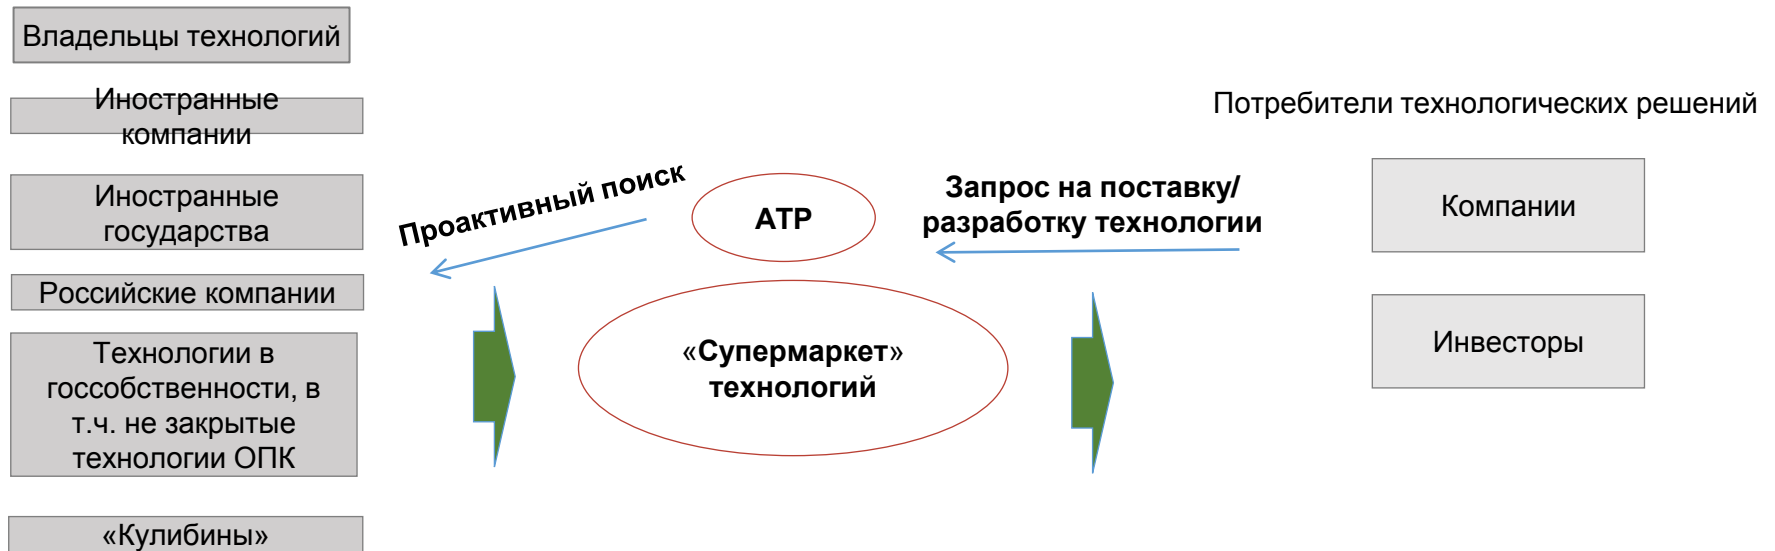 Владельцы технологий
Иностранные
компании
Иностранные
государства
Российские компании
Технологии в
госсобственности, в
т.ч. не закрытые
технологии ОПК
«Кулибины»
Проактивный поиск
АТР
«Супермаркет»
технологий
Запрос на поставку/
разработку технологии
Потребители технологических решений
Компании
Инвесторы